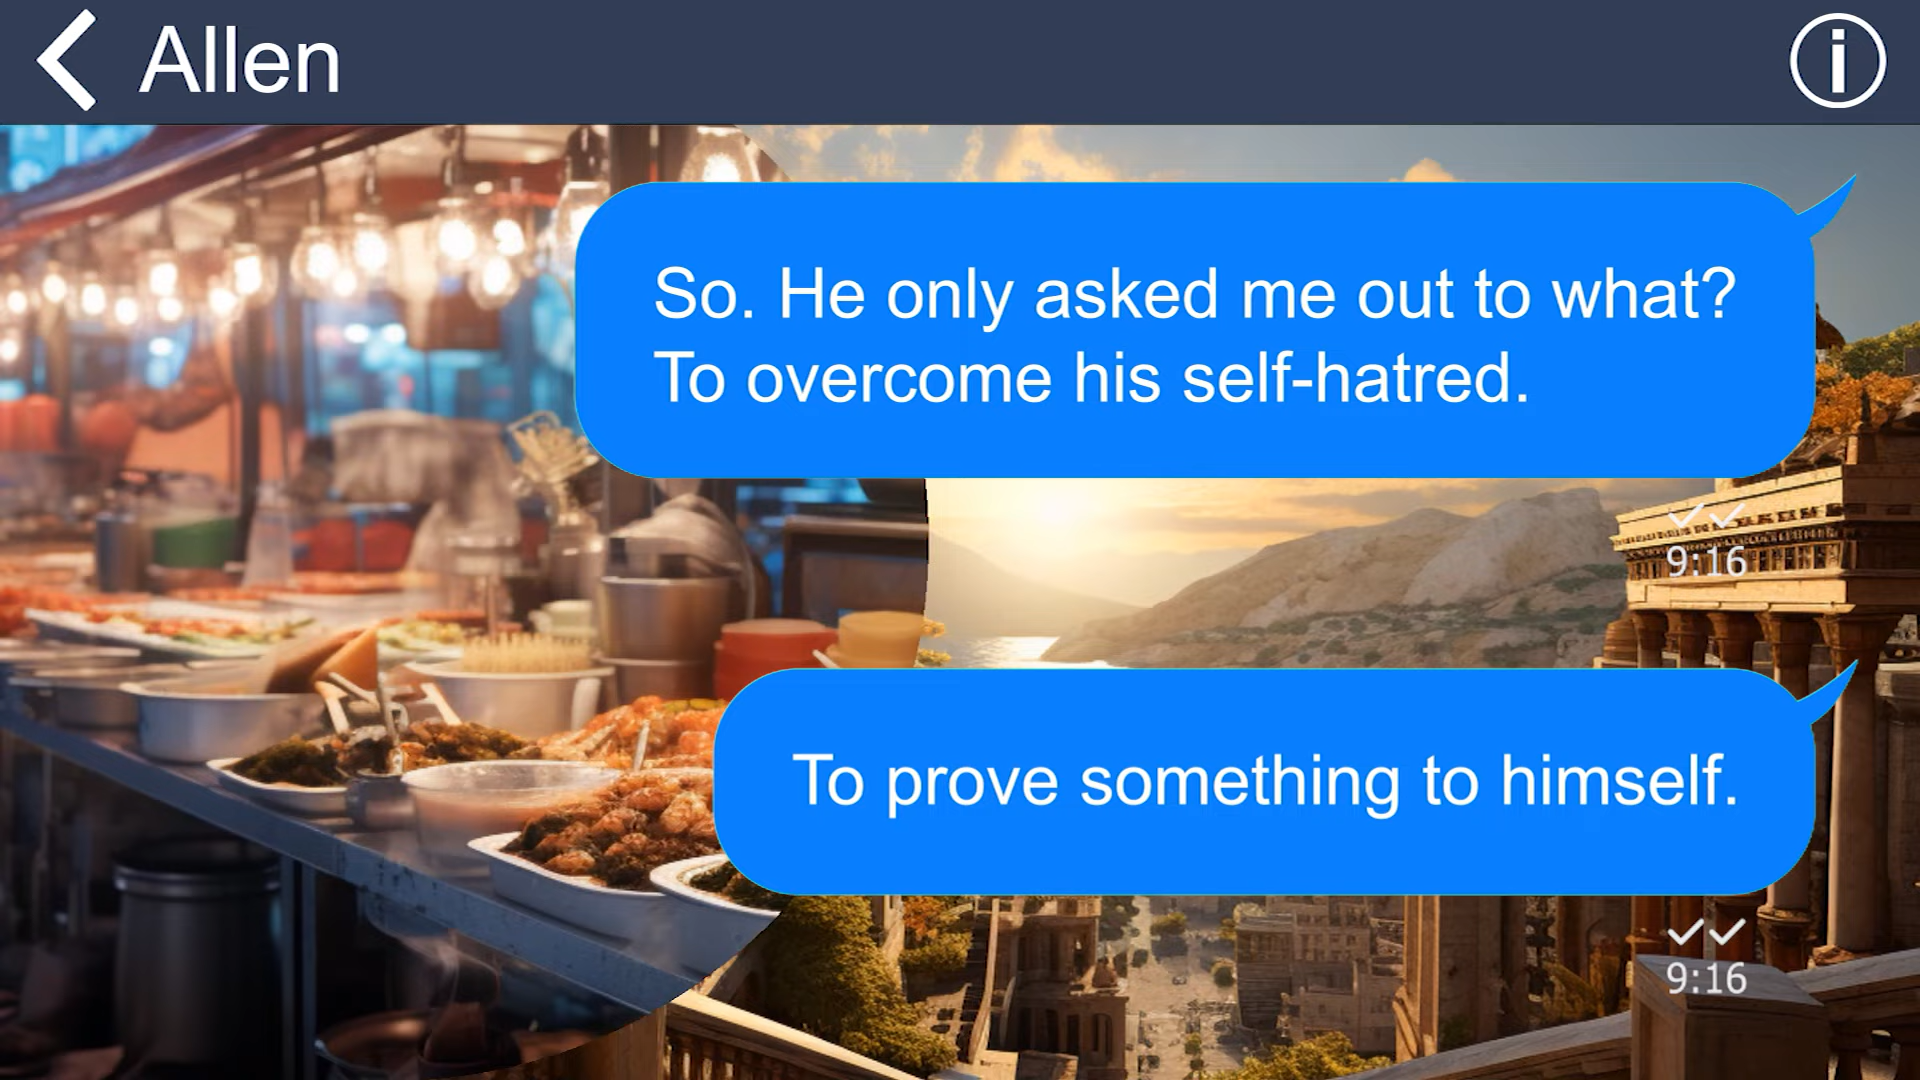 Allen
So. He only asked me out to what?
To overcome his self-hatred.
9:16
To prove something to himself.
9:16